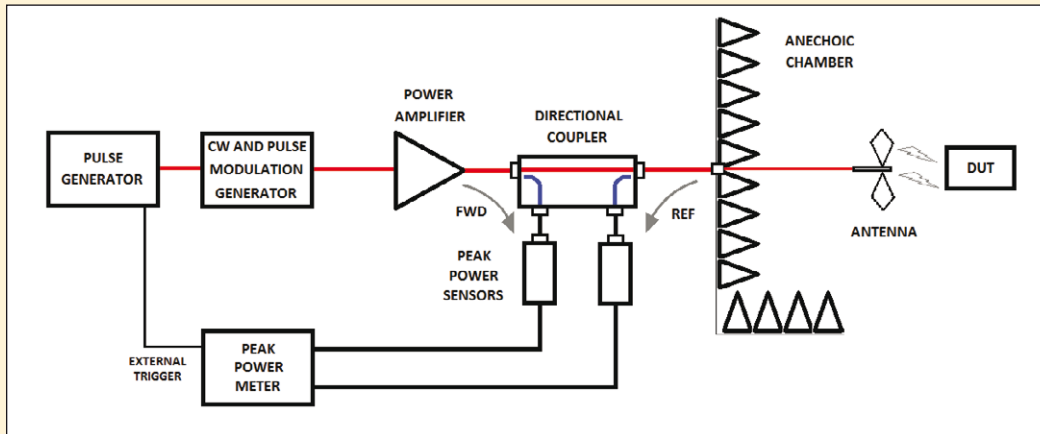 PULSE
GENERATOR
CW AND PULSE
MODULATION
GENERATOR
POWER
AMPLIFIER
DIRECTIONAL
COUPLER
FWD
REF
PEAK
POWER
SENSORS
EXTERNAL
TRIGGER
PEAK
POWER
METER
ANECHOIC
CHAMBER
ANTENNA
DUT